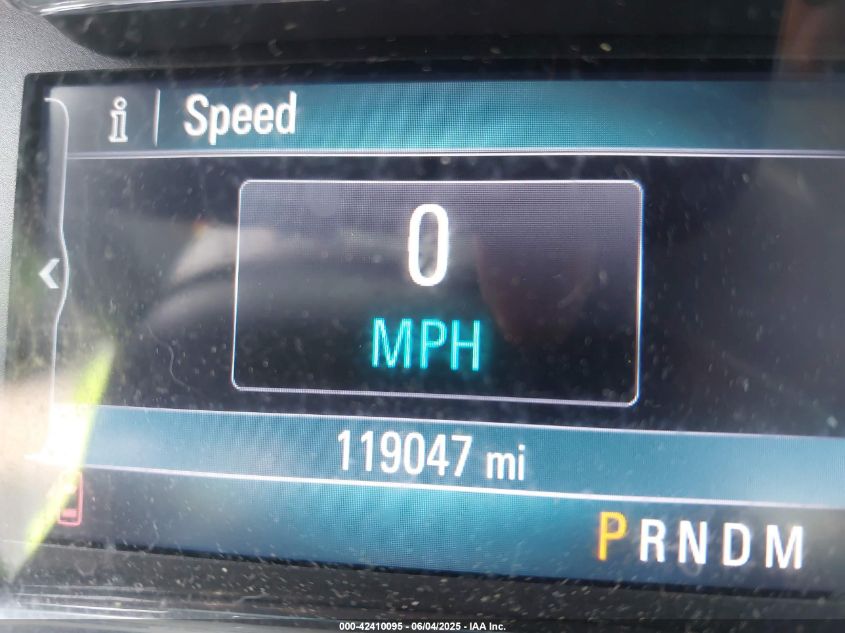 i Speed
0
MPH
119047 mi
PRNDM
000-42410095 - 06/04/2025 - IAA Inc.